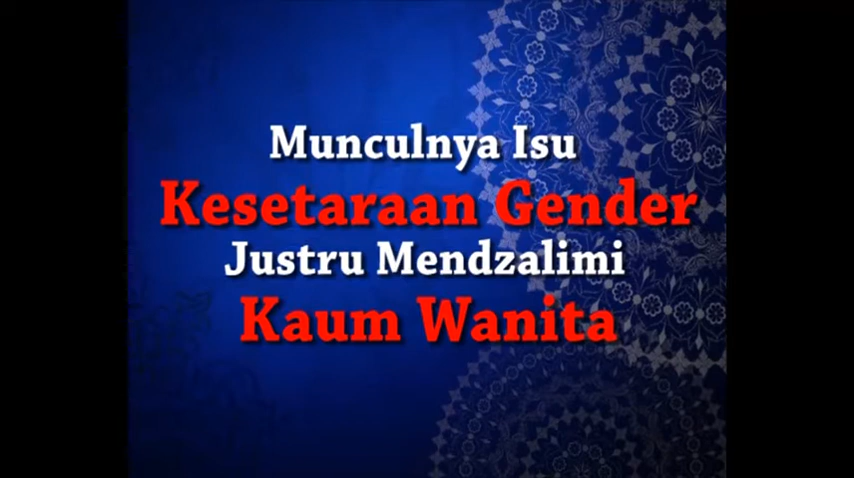 Munculnya Isu
Kesetaraan Gender
Justru Mendzalimi
Kaum Wanita